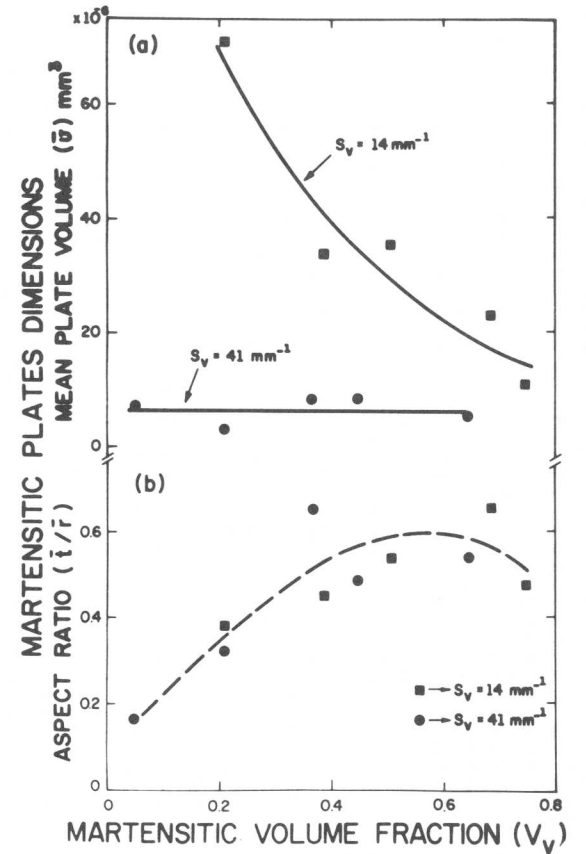 x10⁻⁶
(a)
60
40
20
0
S_v = 14 mm⁻¹
S_v = 41 mm⁻¹
MARTENSITIC PLATES DIMENSIONS
MEAN PLATE VOLUME (v̄) mm³
(b)
0.6
0.4
0.2
0
ASPECT RATIO (t̄/r̄)
■→S_v = 14 mm⁻¹
●→S_v = 41 mm⁻¹
0 0.2 0.4 0.6 0.8
MARTENSITIC VOLUME FRACTION (V_v)